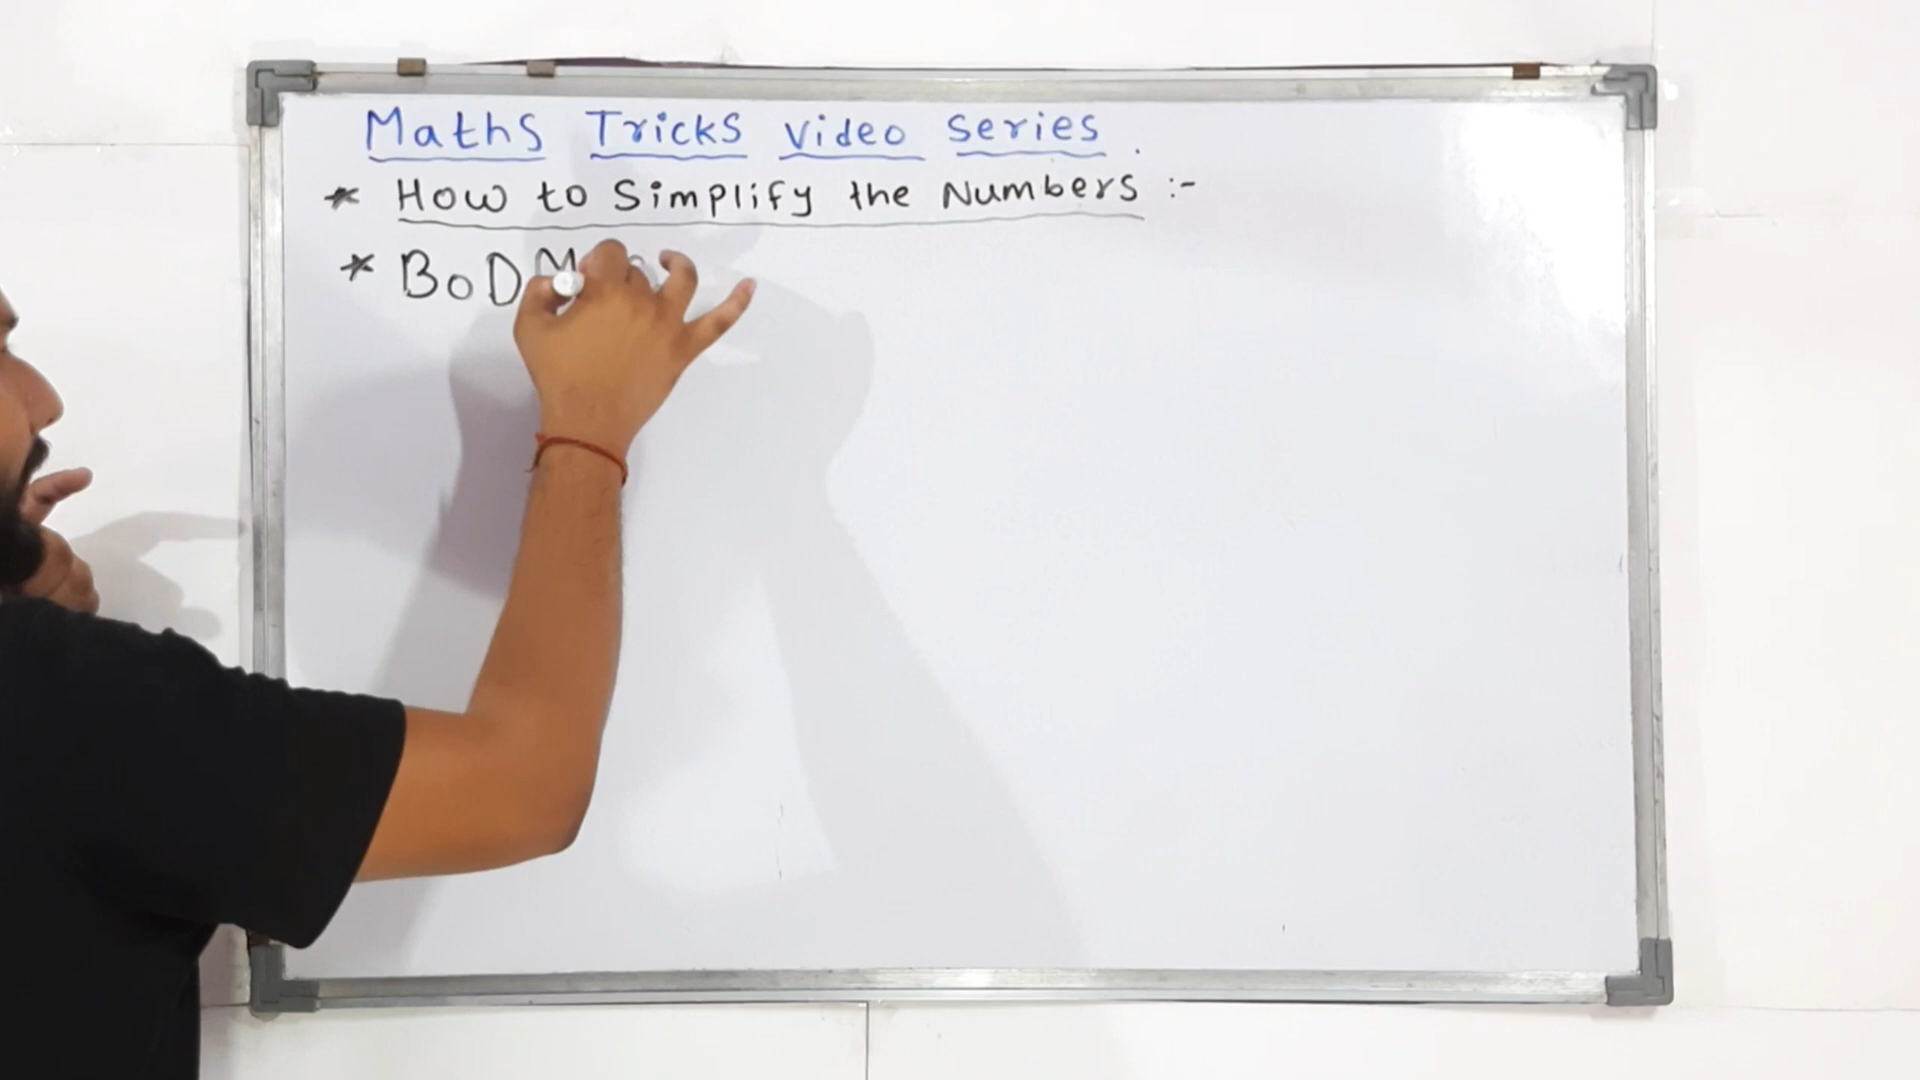 Maths Tricks video series.
* How to Simplify the Numbers :-
* BODM